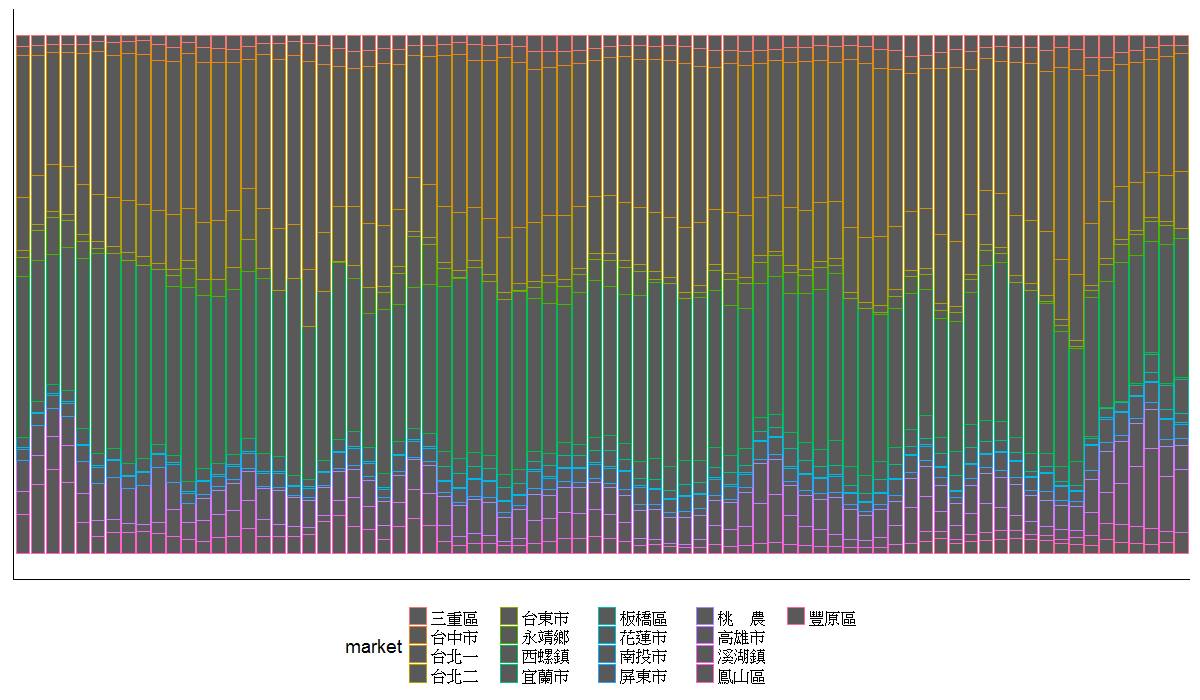 market
三重區 台東市 板橋區 桃　農 豐原區
台中市 永靖鄉 花蓮市 高雄市
台北一 西螺鎮 南投市 溪湖鎮
台北二 宜蘭市 屏東市 鳳山區